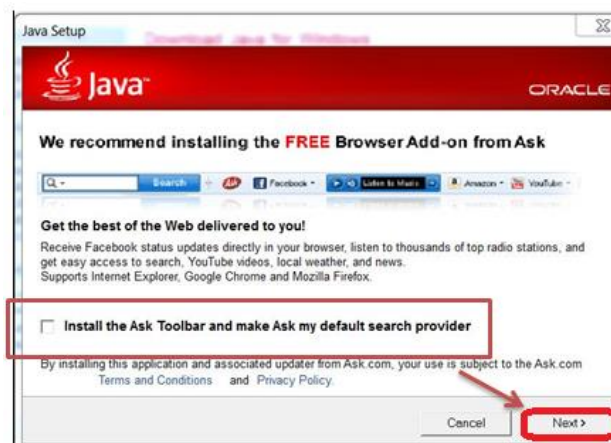 Java Setup
Download Java for Windows
Java™
ORACLE
We recommend installing the FREE Browser Add-on from Ask
Search Ask Facebook Listen to Music Amazon YouTube
Get the best of the Web delivered to you!
Receive Facebook status updates directly in your browser, listen to thousands of top radio stations, and
get easy access to search, YouTube videos, local weather, and news.
Supports Internet Explorer, Google Chrome and Mozilla Firefox.
Install the Ask Toolbar and make Ask my default search provider
By installing this application and associated updater from Ask.com, your use is subject to the Ask.com
Terms and Conditions and Privacy Policy.
Cancel Next >